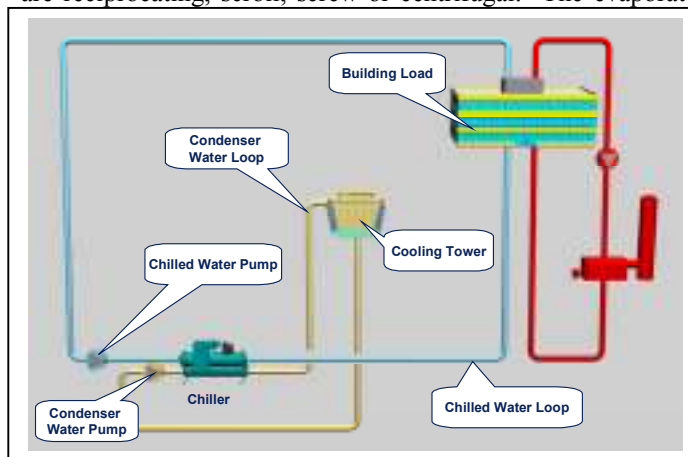 are reciprocating, scroll, screw or centrifugal. The evaporat
Building Load
Condenser
Water Loop
Cooling Tower
Chilled Water Pump
Chiller
Chilled Water Loop
Condenser
Water Pump